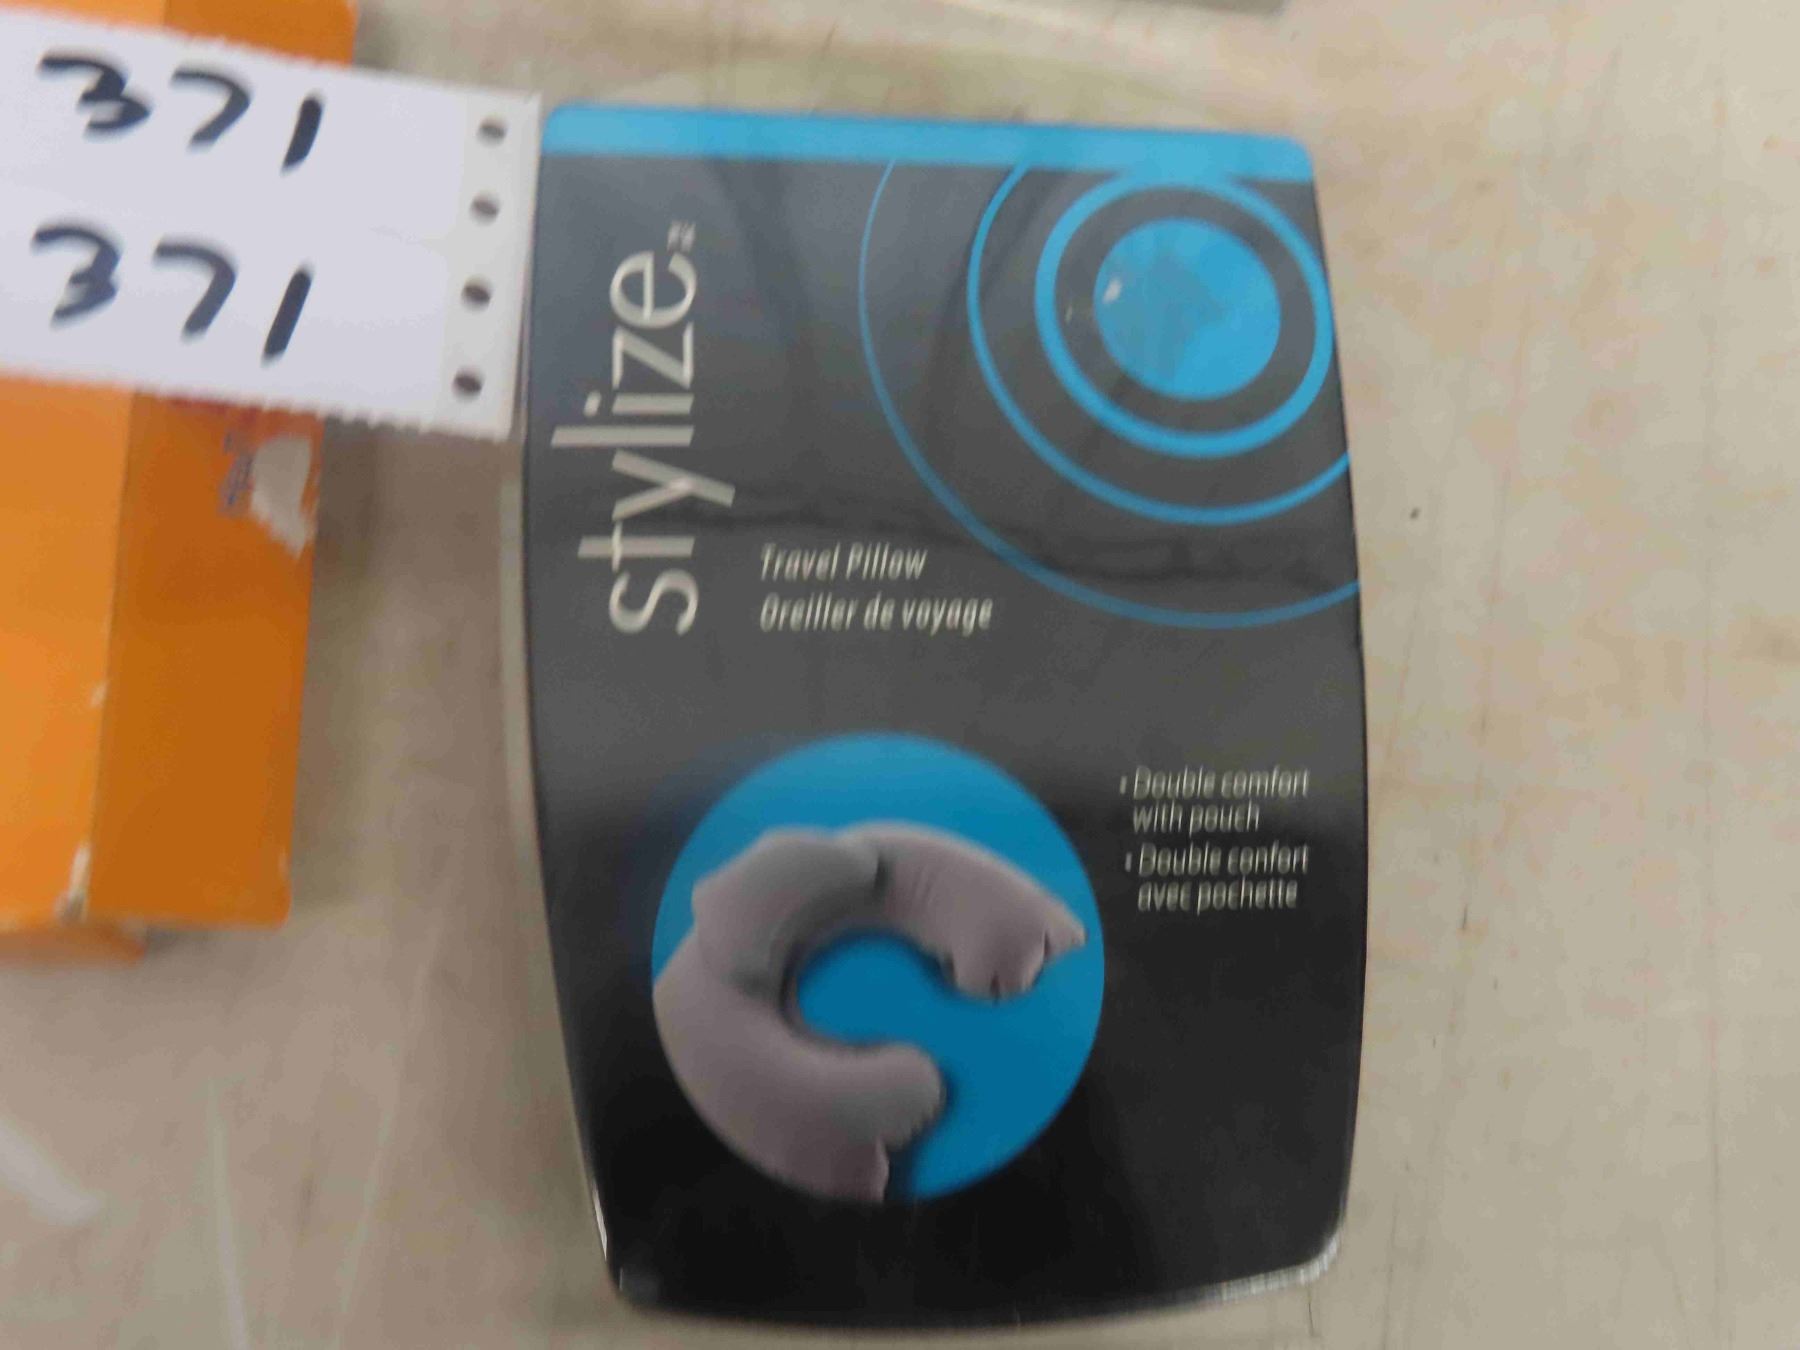 371
371
stylize
Travel Pillow
Oreiller de voyage
• Double comfort
with pouch
• Double confort
avec pochette